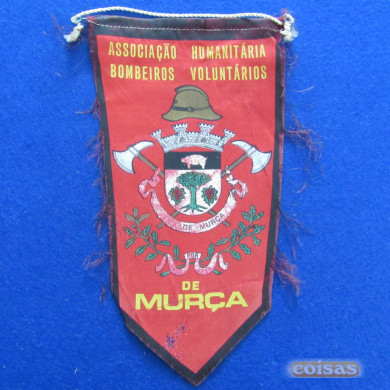 ASSOCIAÇÃO HUMANITÁRIA
BOMBEIROS VOLUNTÁRIOS
DE MURÇA
DE
MURÇA
coisas